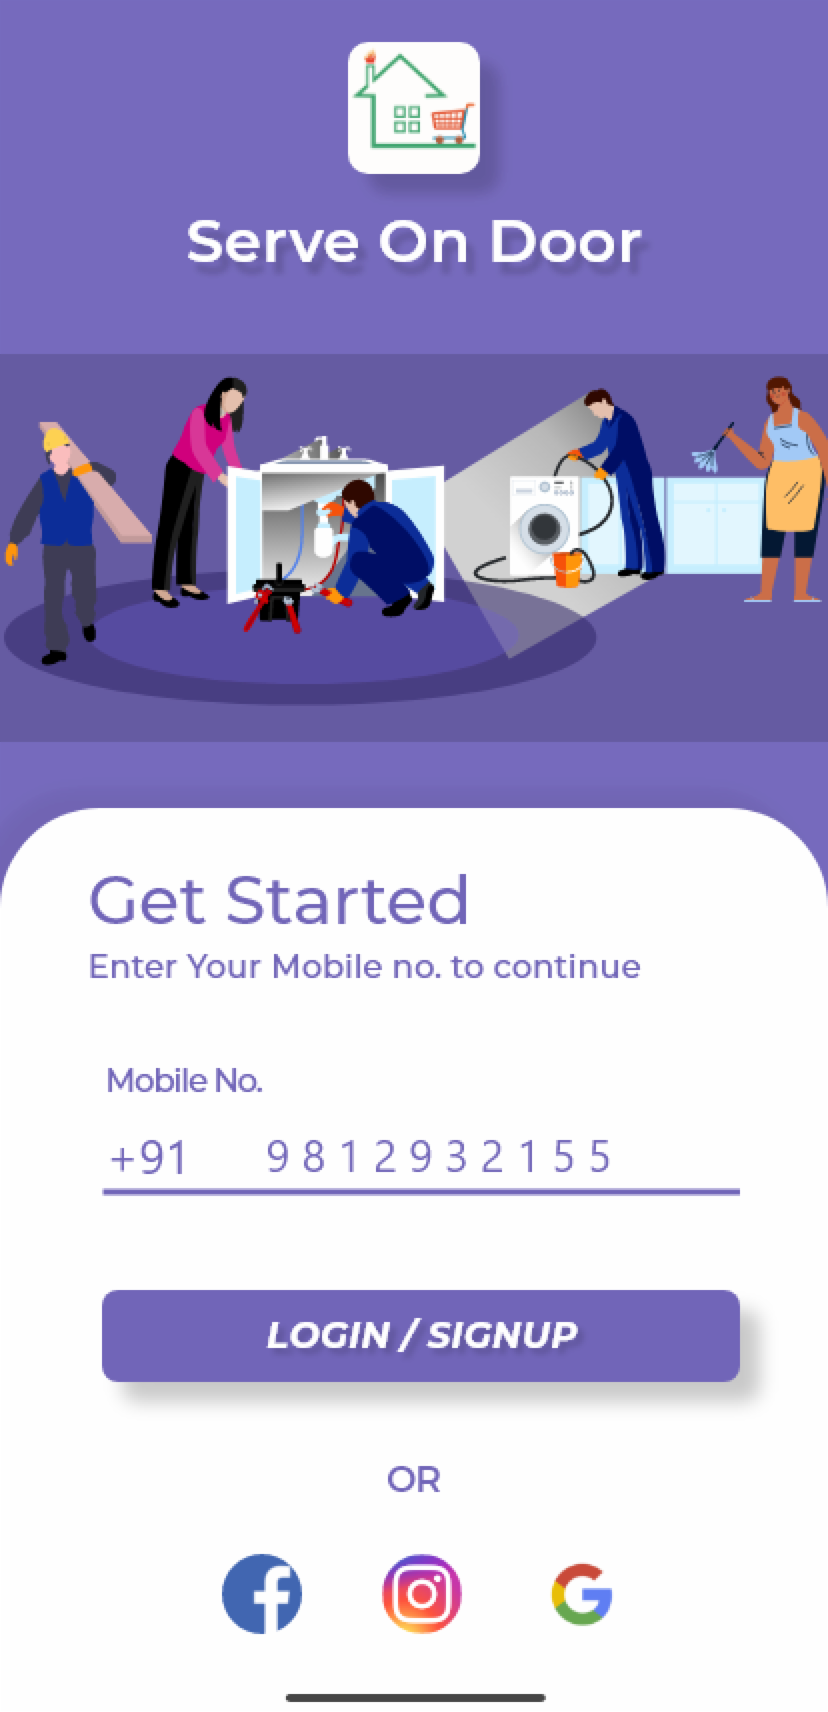 Serve On Door
Get Started
Enter Your Mobile no. to continue
Mobile No.
+91 9812932155
LOGIN / SIGNUP
OR